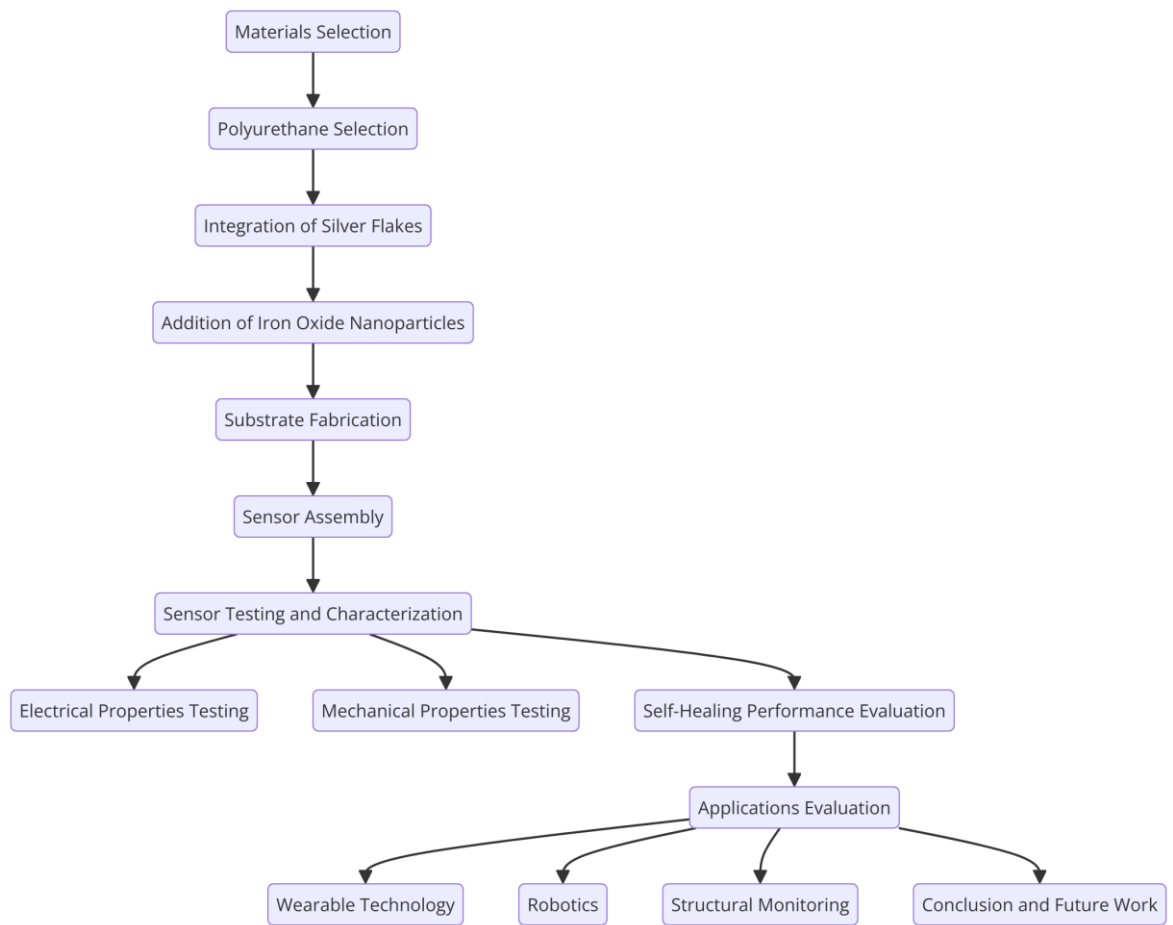 Materials Selection
Polyurethane Selection
Integration of Silver Flakes
Addition of Iron Oxide Nanoparticles
Substrate Fabrication
Sensor Assembly
Sensor Testing and Characterization
Electrical Properties Testing
Mechanical Properties Testing
Self-Healing Performance Evaluation
Applications Evaluation
Wearable Technology
Robotics
Structural Monitoring
Conclusion and Future Work